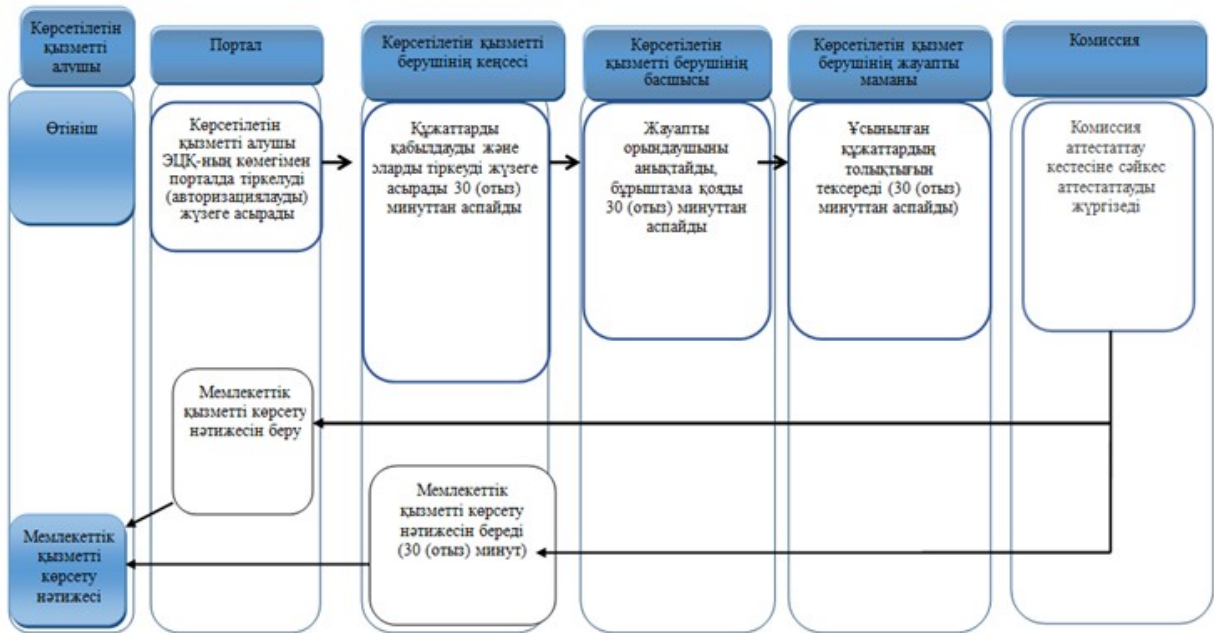 Көрсетілетін
қызметті
алушы
Портал
Көрсетілетін қызметті
берушінің кеңсесі
Көрсетілетін
қызметті берушінің
басшысы
Көрсетілетін қызмет
берушінің жауапты
маманы
Комиссия
Өтініш
Көрсетілетін
қызметті алушы
ЭЦҚ-ның көмегімен
порталда тіркелуді
(авторизациялауды)
жүзеге асырады
Құжаттарды
қабылдауды және
оларды тіркеуді жүзеге
асырады 30 (отыз)
минуттан аспайды
Жауапты
орындаушыны
анықтайды,
бұрыштама қояды
30 (отыз) минуттан
аспайды
Ұсынылған
құжаттардың
толықтығын
тексереді (30 (отыз)
минуттан аспайды)
Комиссия
аттестаттау
кестесіне сәйкес
аттестаттауды
жүргізеді
Мемлекеттік
қызметті көрсету
нәтижесін беру
Мемлекеттік
қызметті көрсету
нәтижесін береді
(30 (отыз) минут)
Мемлекеттік
қызметті
көрсету
нәтижесі